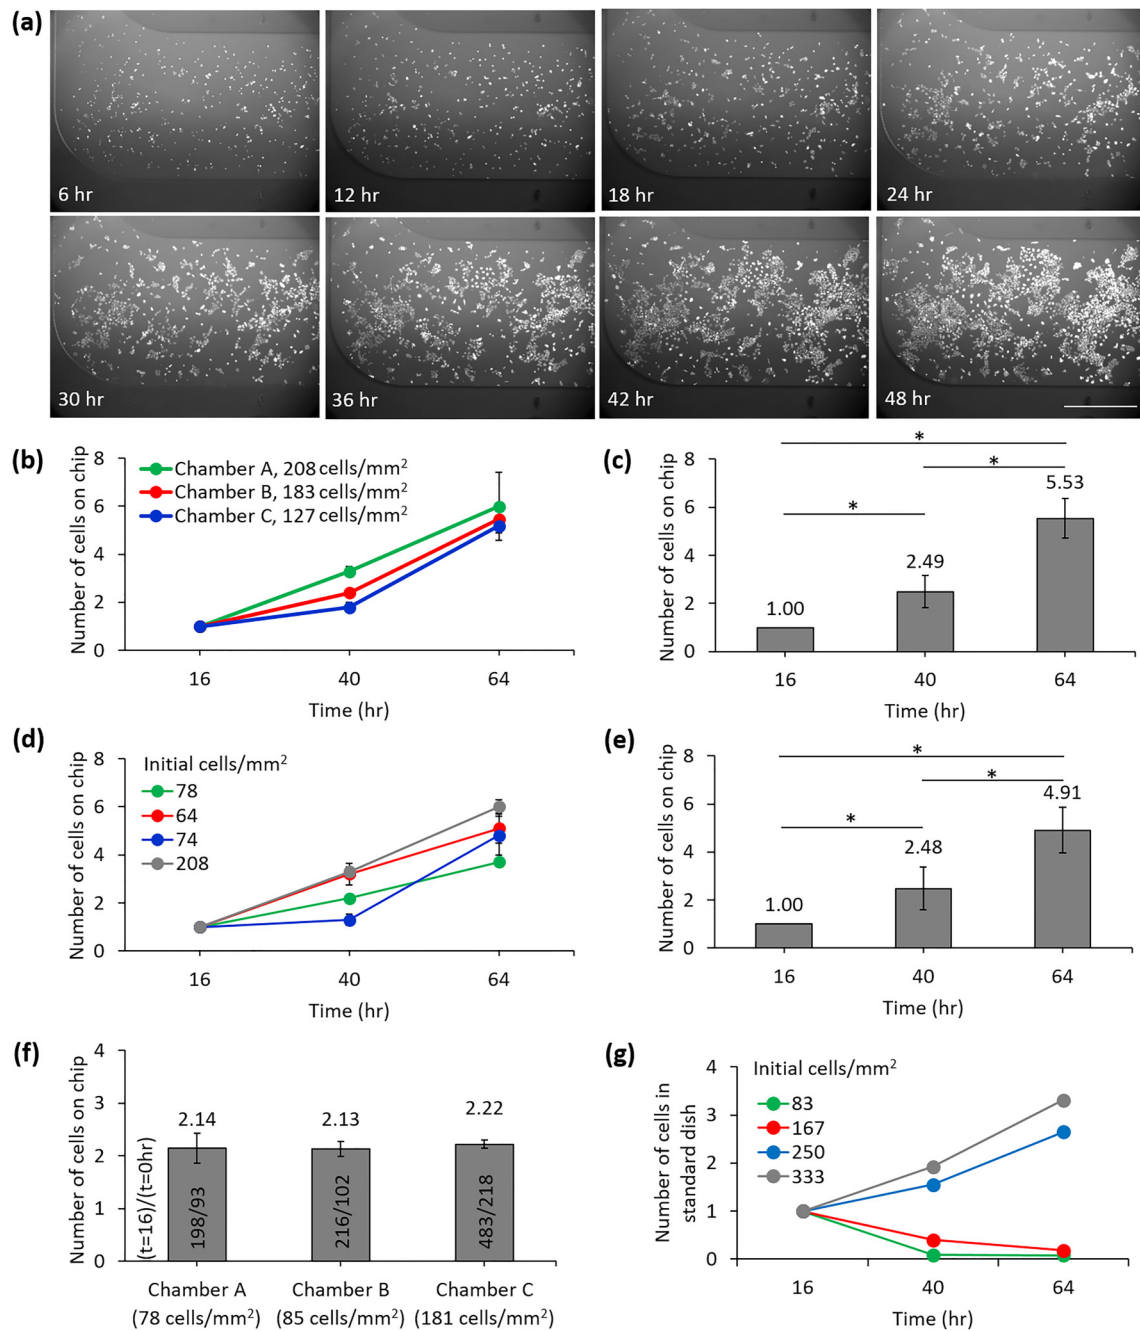 (a)
6 hr
12 hr
18 hr
24 hr
30 hr
36 hr
42 hr
48 hr
(b)
Number of cells on chip
8
6
4
2
0
Chamber A, 208 cells/mm²
Chamber B, 183 cells/mm²
Chamber C, 127 cells/mm²
16 40 64
Time (hr)
(c)
Number of cells on chip
8
6
4
2
0
*
*
*
1.00
2.49
5.53
16 40 64
Time (hr)
(d)
Number of cells on chip
8
6
4
2
0
Initial cells/mm²
78
64
74
208
16 40 64
Time (hr)
(e)
Number of cells on chip
8
6
4
2
0
*
*
*
1.00
2.48
4.91
16 40 64
Time (hr)
(f)
Number of cells on chip
4
3
2
1
0
(t=16)/(t=0hr)
2.14
2.13
2.22
198/93
216/102
483/218
Chamber A Chamber B Chamber C
(78 cells/mm²) (85 cells/mm²) (181 cells/mm²)
(g)
Number of cells in
standard dish
4
3
2
1
0
Initial cells/mm²
83
167
250
333
16 40 64
Time (hr)